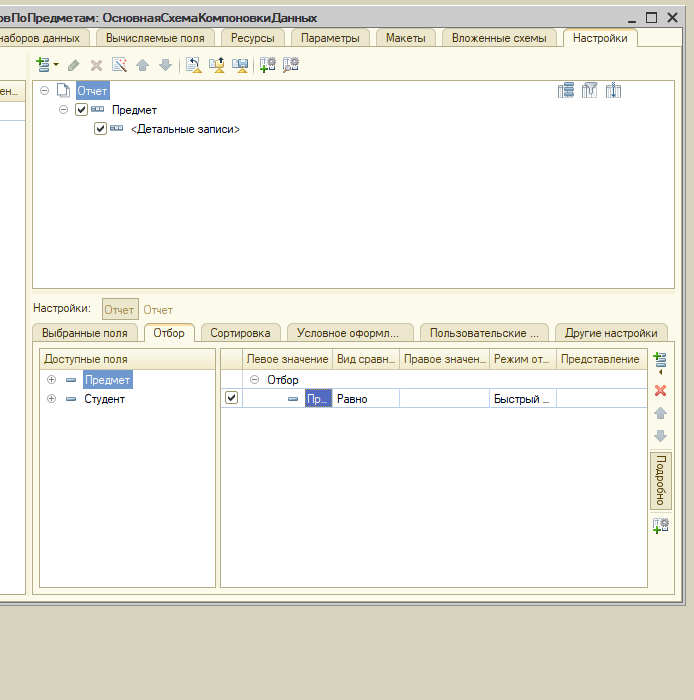 овПоПредметам: ОсновнаяСхемаКомпоновкиДанных
наборов данных Вычисляемые поля Ресурсы Параметры Макеты Вложенные схемы Настройки
ен...
Отчет
Предмет
<Детальные записи>
Настройки: Отчет Отчет
Выбранные поля Отбор Сортировка Условное оформл... Пользовательские ... Другие настройки
Доступные поля Левое значение Вид сравн... Правое значен... Режим от... Представление
Предмет Отбор
Студент Пр... Равно Быстрый ...
Подробно